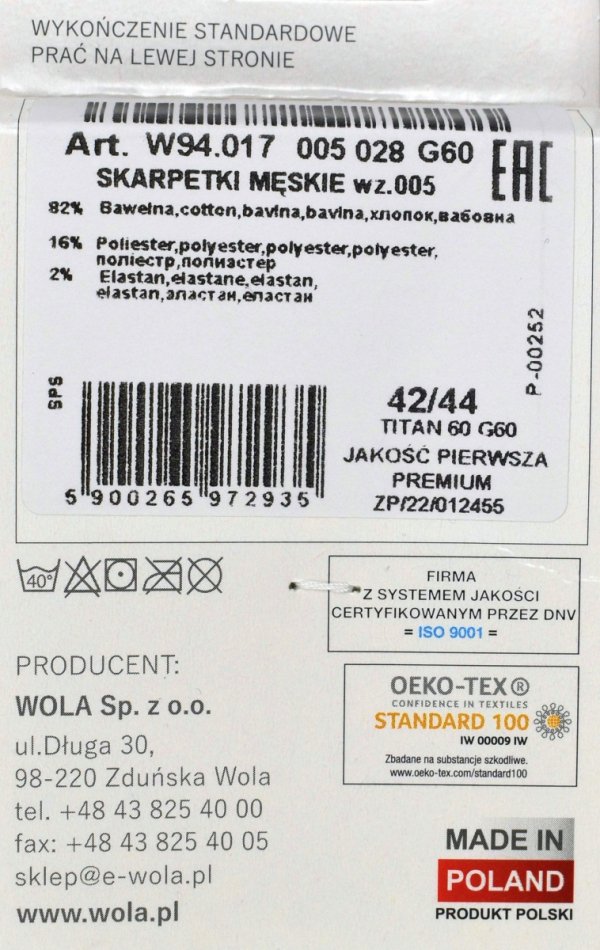 WYKOŃCZENIE STANDARDOWE
PRAĆ NA LEWEJ STRONIE
Art. W94.017 005 028 G60
EAC
SKARPETKI MĘSKIE wz.005
82% Bawełna,cotton,bavlna,bavlna,хлопок,вавовна
16% Poliester,polyester,polyester,polyester,
поліестр,полиэстер
2% Elastan,elastane,elastan,
elastan,эластан,еластан
P-00252
SPS
42/44
TITAN 60 G60
JAKOŚĆ PIERWSZA
PREMIUM
ZP/22/012455
5 900265 972935
40°
FIRMA
Z SYSTEMEM JAKOŚCI
CERTYFIKOWANYM PRZEZ DNV
= ISO 9001 =
PRODUCENT:
WOLA Sp. z o.o.
ul.Długa 30,
98-220 Zduńska Wola
tel. +48 43 825 40 00
fax: +48 43 825 40 05
sklep@e-wola.pl
www.wola.pl
OEKO-TEX®
CONFIDENCE IN TEXTILES
STANDARD 100
IW 00009 IW
Zbadane na substancje szkodliwe.
www.oeko-tex.com/standard100
MADE IN
POLAND
PRODUKT POLSKI